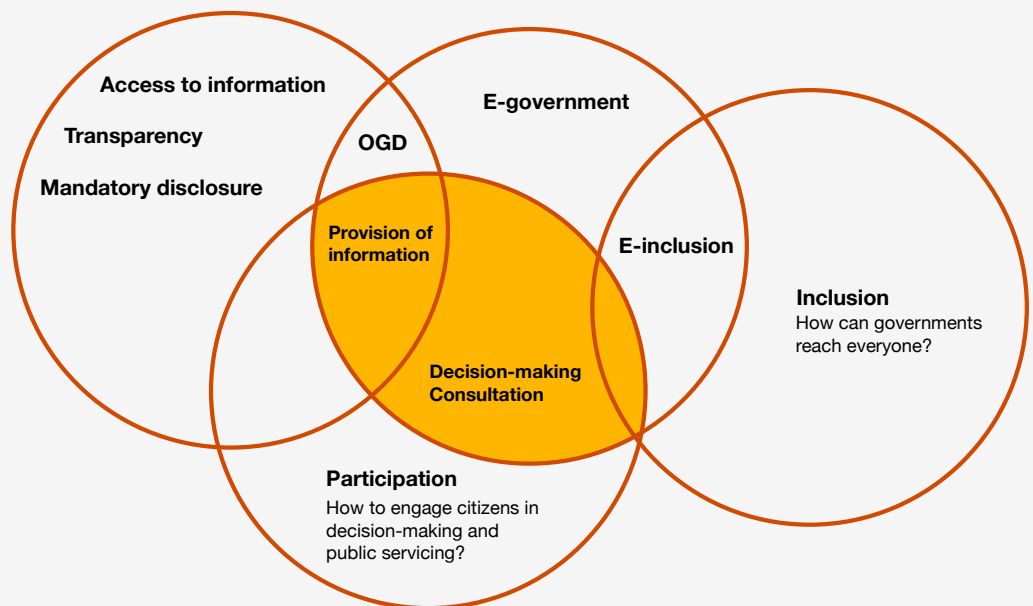 Access to information
Transparency
Mandatory disclosure
OGD
E-government
Provision of
information
E-inclusion
Decision-making
Consultation
Inclusion
How can governments
reach everyone?
Participation
How to engage citizens in
decision-making and
public servicing?